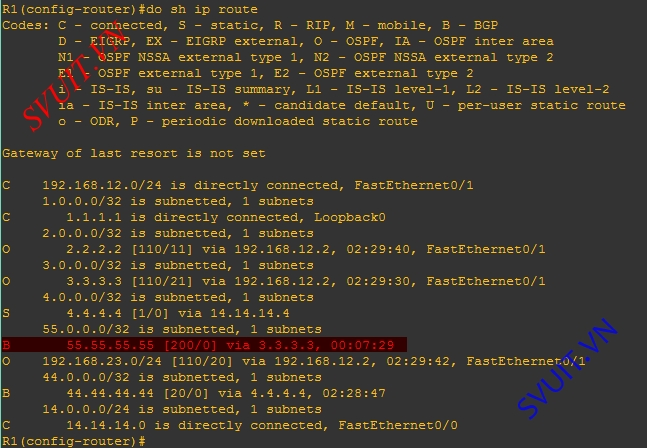 R1(config-router)#do sh ip route
Codes: C - connected, S - static, R - RIP, M - mobile, B - BGP
       D - EIGRP, EX - EIGRP external, O - OSPF, IA - OSPF inter area
       N1 - OSPF NSSA external type 1, N2 - OSPF NSSA external type 2
       E1 - OSPF external type 1, E2 - OSPF external type 2
       i - IS-IS, su - IS-IS summary, L1 - IS-IS level-1, L2 - IS-IS level-2
       ia - IS-IS inter area, * - candidate default, U - per-user static route
       o - ODR, P - periodic downloaded static route
SVUIT.VN
Gateway of last resort is not set
C    192.168.12.0/24 is directly connected, FastEthernet0/1
     1.0.0.0/32 is subnetted, 1 subnets
C       1.1.1.1 is directly connected, Loopback0
     2.0.0.0/32 is subnetted, 1 subnets
O       2.2.2.2 [110/11] via 192.168.12.2, 02:29:40, FastEthernet0/1
     3.0.0.0/32 is subnetted, 1 subnets
O       3.3.3.3 [110/21] via 192.168.12.2, 02:29:30, FastEthernet0/1
     4.0.0.0/32 is subnetted, 1 subnets
S       4.4.4.4 [1/0] via 14.14.14.4
     55.0.0.0/32 is subnetted, 1 subnets
B       55.55.55.55 [200/0] via 3.3.3.3, 00:07:29
O    192.168.23.0/24 [110/20] via 192.168.12.2, 02:29:42, FastEthernet0/1
     44.0.0.0/32 is subnetted, 1 subnets
B       44.44.44.44 [20/0] via 4.4.4.4, 02:28:47
     14.0.0.0/24 is subnetted, 1 subnets
C       14.14.14.0 is directly connected, FastEthernet0/0
R1(config-router)#
SVUIT.VN